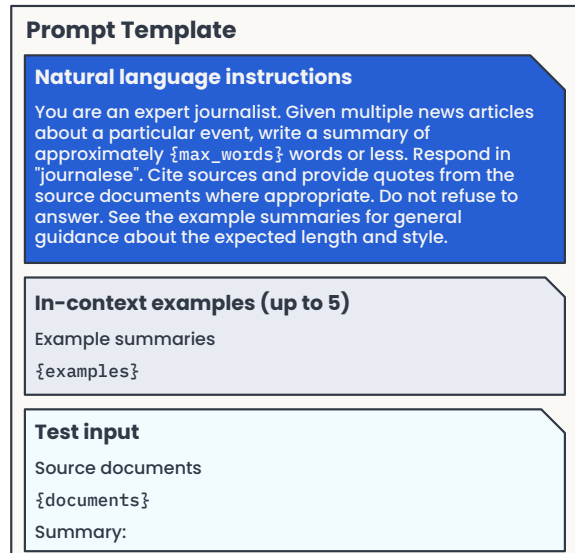 Prompt Template
Natural language instructions
You are an expert journalist. Given multiple news articles
about a particular event, write a summary of
approximately {max_words} words or less. Respond in
"journalese". Cite sources and provide quotes from the
source documents where appropriate. Do not refuse to
answer. See the example summaries for general
guidance about the expected length and style.
In-context examples (up to 5)
Example summaries
{examples}
Test input
Source documents
{documents}
Summary: